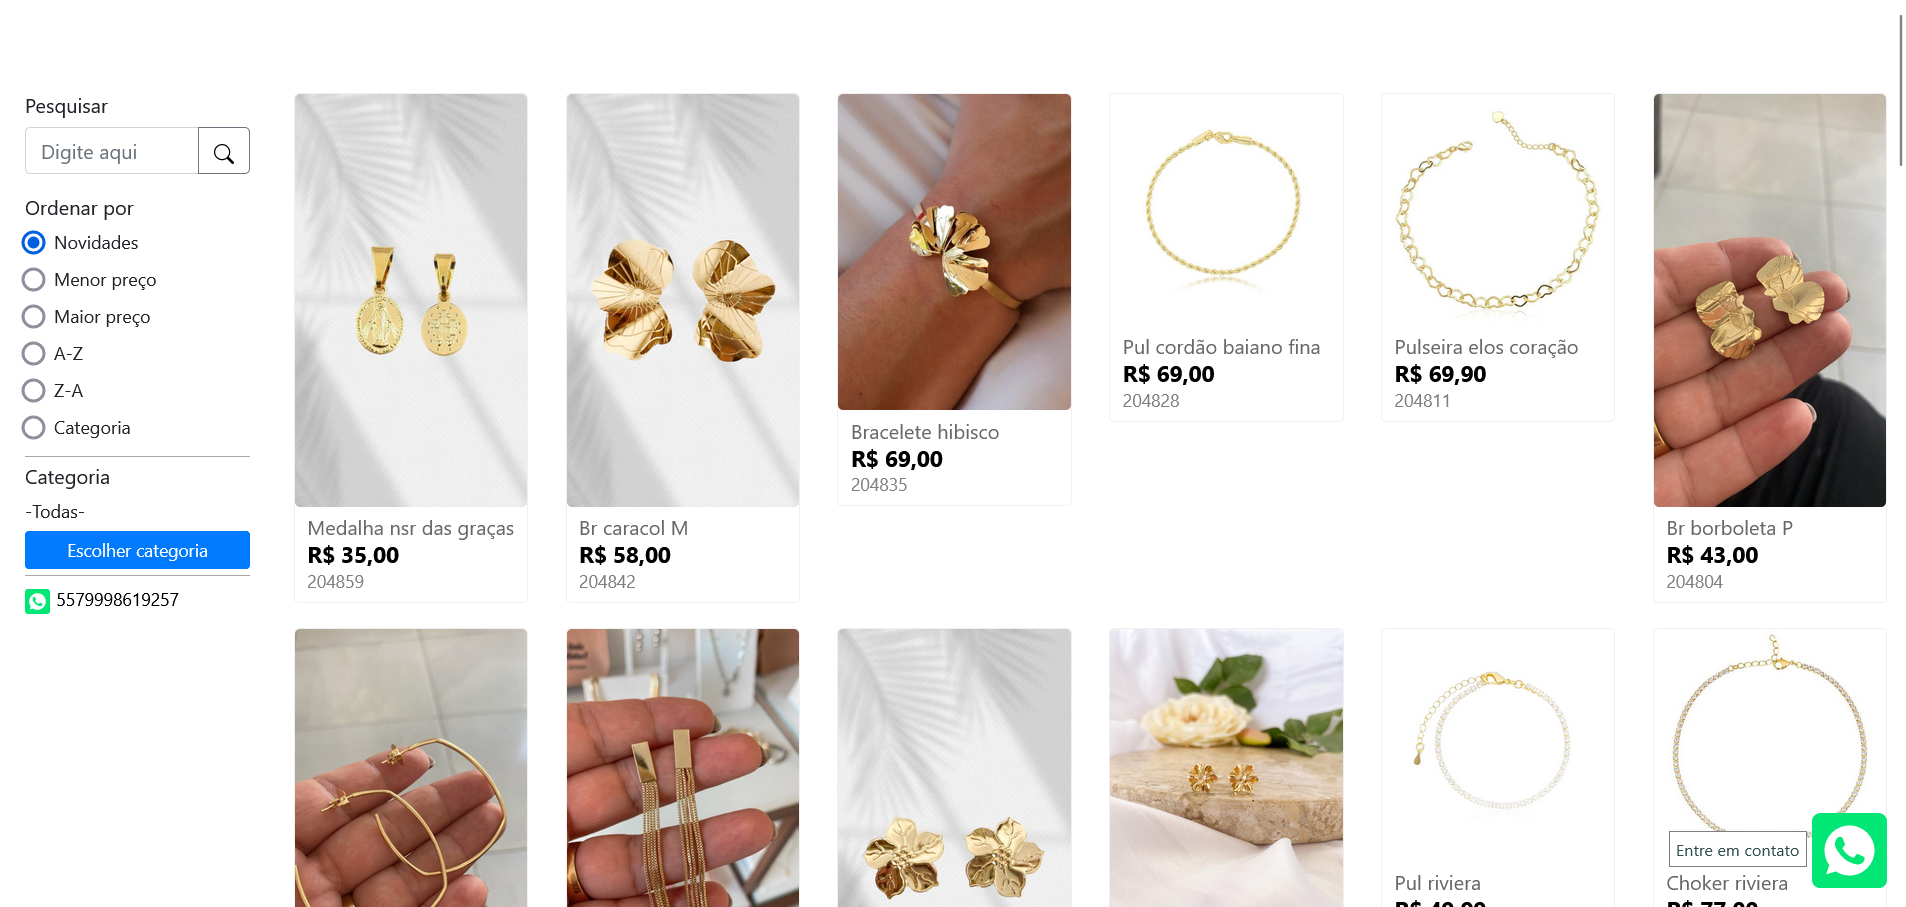 Pesquisar
Digite aqui
Ordenar por
Novidades
Menor preço
Maior preço
A-Z
Z-A
Categoria
Categoria
-Todas-
Escolher categoria
5579998619257
Medalha nsr das graças
R$ 35,00
204859
Br caracol M
R$ 58,00
204842
Bracelete hibisco
R$ 69,00
204835
Pul cordão baiano fina
R$ 69,00
204828
Pulseira elos coração
R$ 69,90
204811
Br borboleta P
R$ 43,00
204804
Pul riviera
Choker riviera
Entre em contato